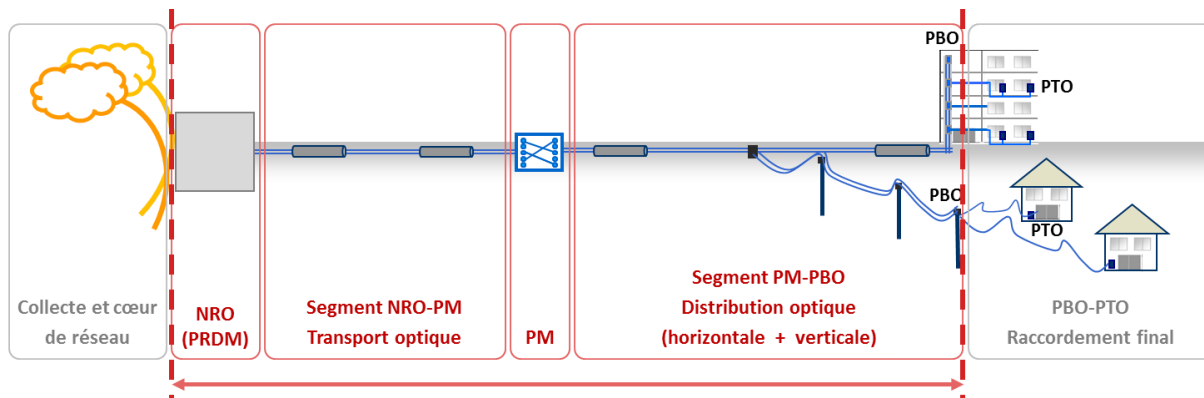 PBO
PTO
PBO
PTO
Collecte et cœur
de réseau
NRO
(PRDM)
Segment NRO-PM
Transport optique
PM
Segment PM-PBO
Distribution optique
(horizontale + verticale)
PBO-PTO
Raccordement final